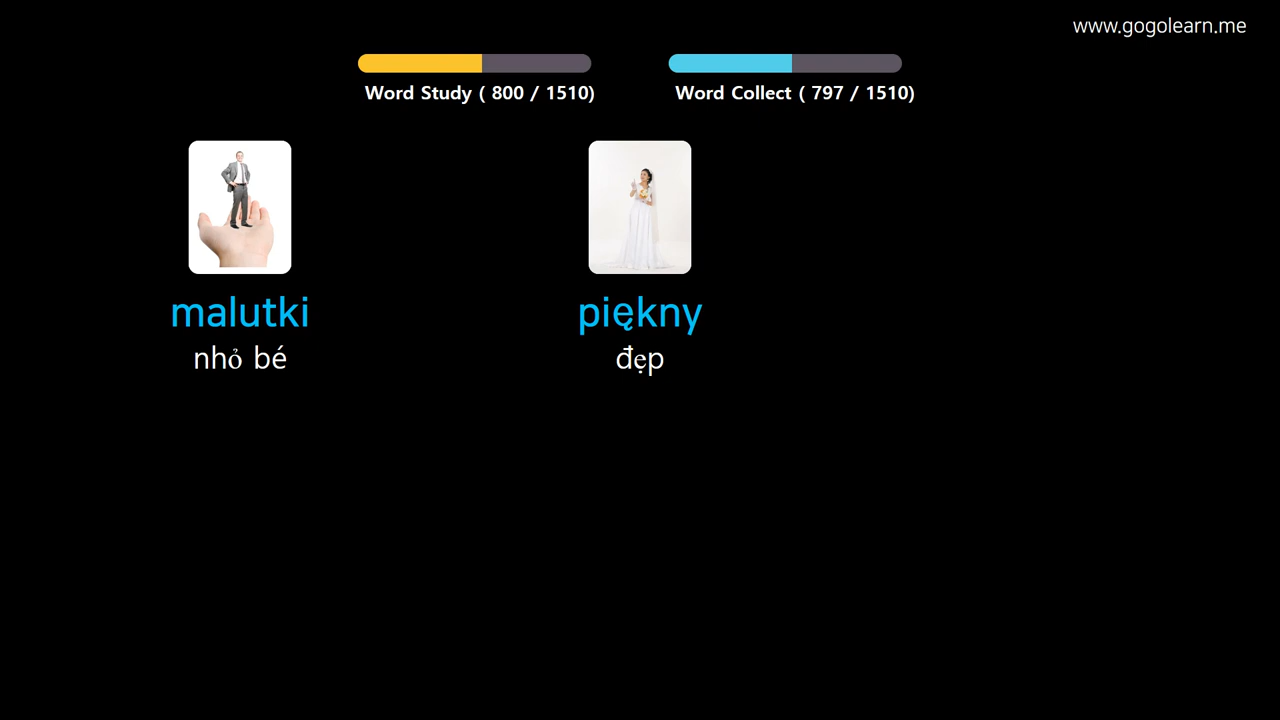 www.gogolearn.me
Word Study ( 800 / 1510)
Word Collect ( 797 / 1510)
malutki
piękny
nhỏ bé
đẹp